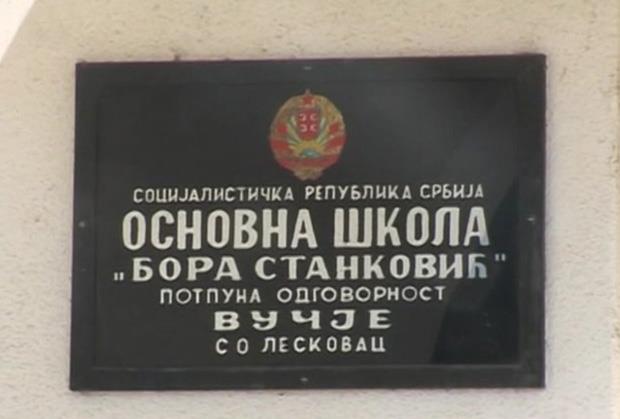 СОЦИЈАЛИСТИЧКА РЕПУБЛИКА СРБИЈА
ОСНОВНА ШКОЛА
„БОРА СТАНКОВИЋ"
ПОТПУНА ОДГОВОРНОСТ
ВУЧЈЕ
СО ЛЕСКОВАЦ